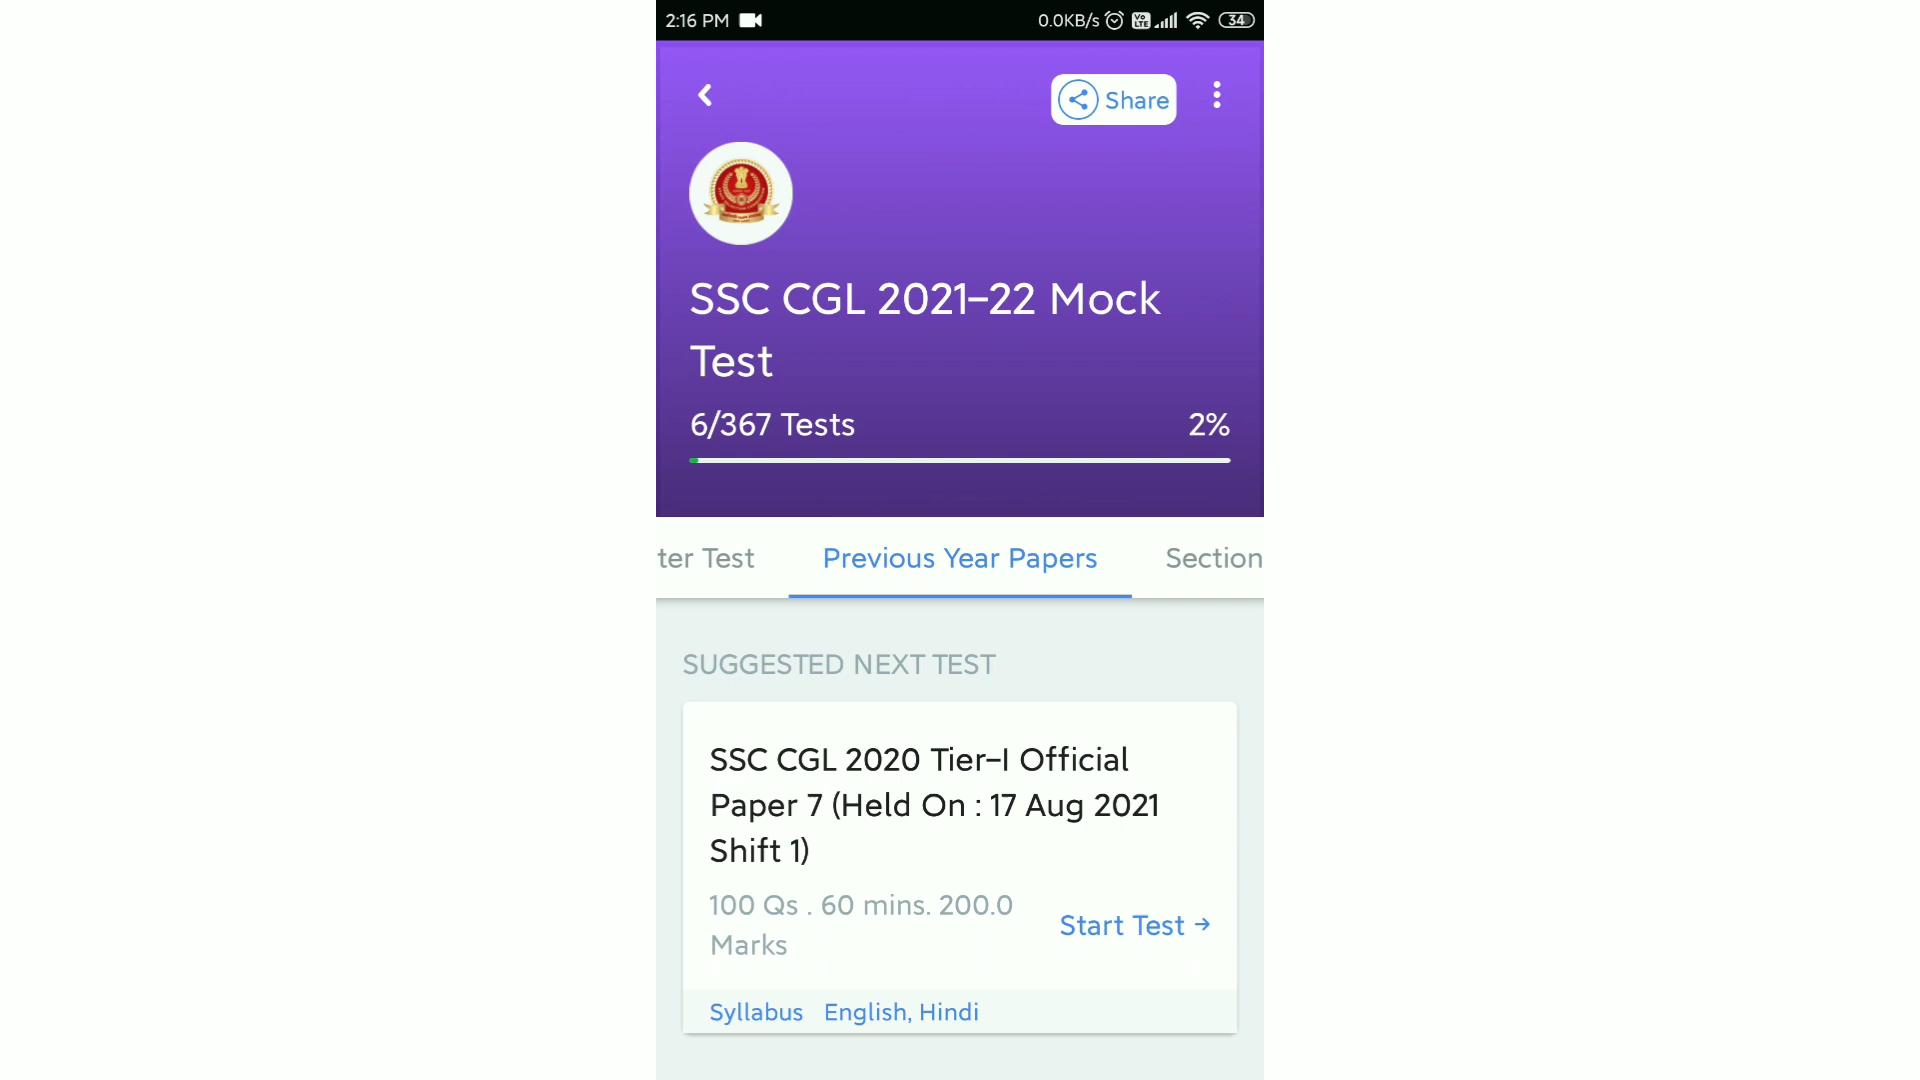 2:16 PM 0.0KB/s Vo LTE 34
Share
SSC CGL 2021-22 Mock
Test
6/367 Tests 2%
ter Test Previous Year Papers Section
SUGGESTED NEXT TEST
SSC CGL 2020 Tier-I Official
Paper 7 (Held On : 17 Aug 2021
Shift 1)
100 Qs . 60 mins. 200.0
Marks
Start Test →
Syllabus English, Hindi